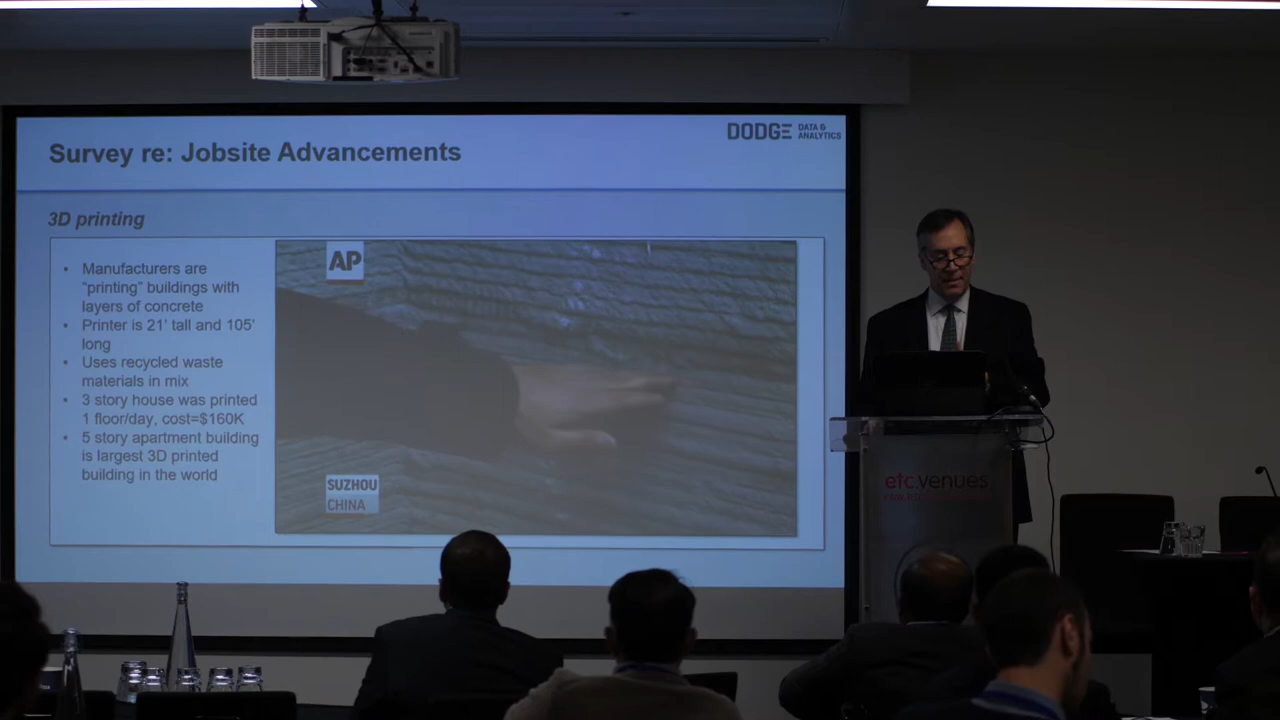 DODGE DATA &
ANALYTICS
Survey re: Jobsite Advancements
3D printing
• Manufacturers are
“printing” buildings with
layers of concrete
• Printer is 21' tall and 105'
long
• Uses recycled waste
materials in mix
• 3 story house was printed
1 floor/day, cost=$160K
• 5 story apartment building
is largest 3D printed
building in the world
AP
SUZHOU
CHINA
etc.venues